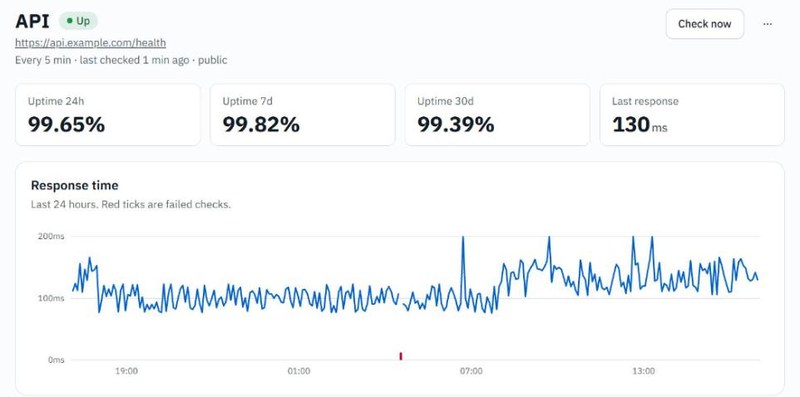 API Up
Check now ...
https://api.example.com/health
Every 5 min · last checked 1 min ago · public
Uptime 24h
99.65%
Uptime 7d
99.82%
Uptime 30d
99.39%
Last response
130 ms
Response time
Last 24 hours. Red ticks are failed checks.
200ms
100ms
0ms
19:00 01:00 07:00 13:00